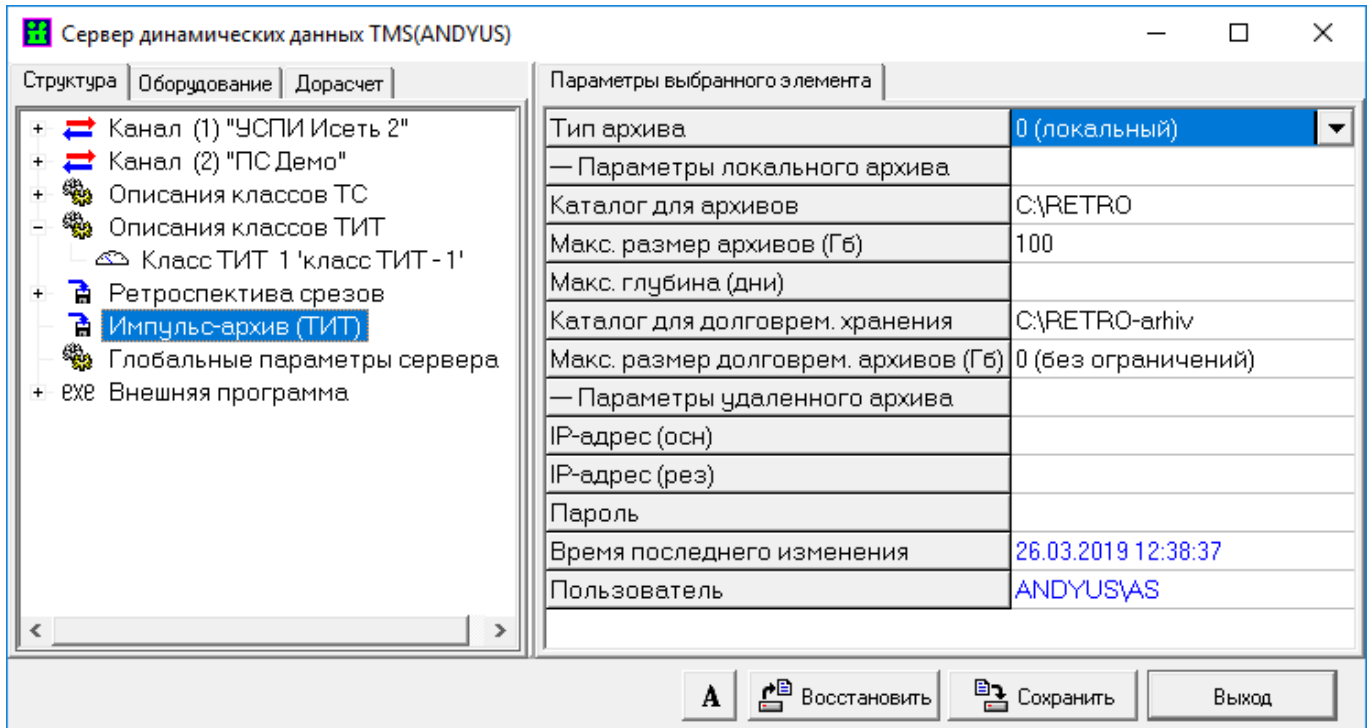 Сервер динамических данных TMS(ANDYUS)
Структура Оборудование Дорасчет
Канал (1) "УСПИ Исеть 2"
Канал (2) "ПС Демо"
Описания классов ТС
Описания классов ТИТ
Класс ТИТ 1 'класс ТИТ - 1'
Ретроспектива срезов
Импульс-архив (ТИТ)
Глобальные параметры сервера
exe Внешняя программа
Параметры выбранного элемента
Тип архива 0 (локальный)
— Параметры локального архива
Каталог для архивов C:\RETRO
Макс. размер архивов (Гб) 100
Макс. глубина (дни)
Каталог для долговрем. хранения C:\RETRO-arhiv
Макс. размер долговрем. архивов (Гб) 0 (без ограничений)
— Параметры удаленного архива
IP-адрес (осн)
IP-адрес (рез)
Пароль
Время последнего изменения 26.03.2019 12:38:37
Пользователь ANDYUS\AS
A Восстановить Сохранить Выход